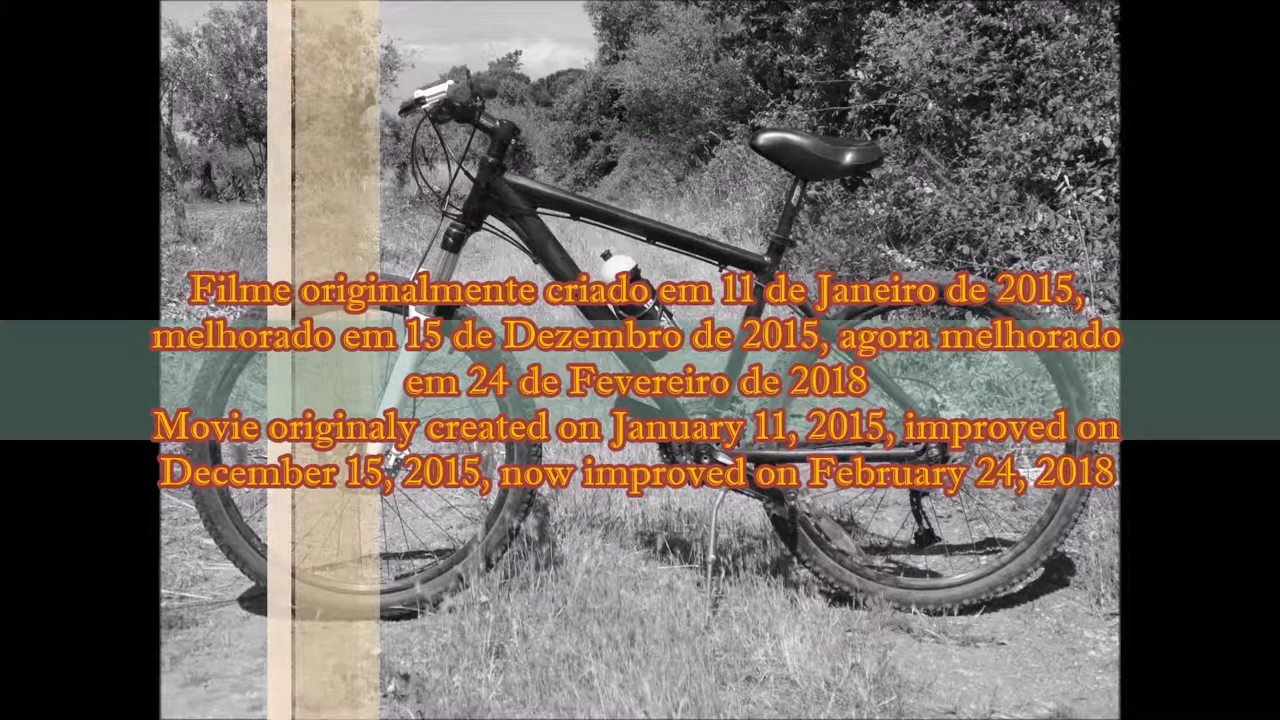 Filme originalmente criado em 11 de Janeiro de 2015,
melhorado em 15 de Dezembro de 2015, agora melhorado
em 24 de Fevereiro de 2018
Movie originaly created on January 11, 2015, improved on
December 15, 2015, now improved on February 24, 2018